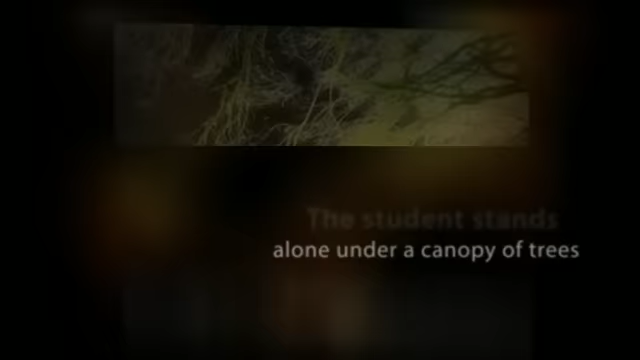 The student stands
alone under a canopy of trees